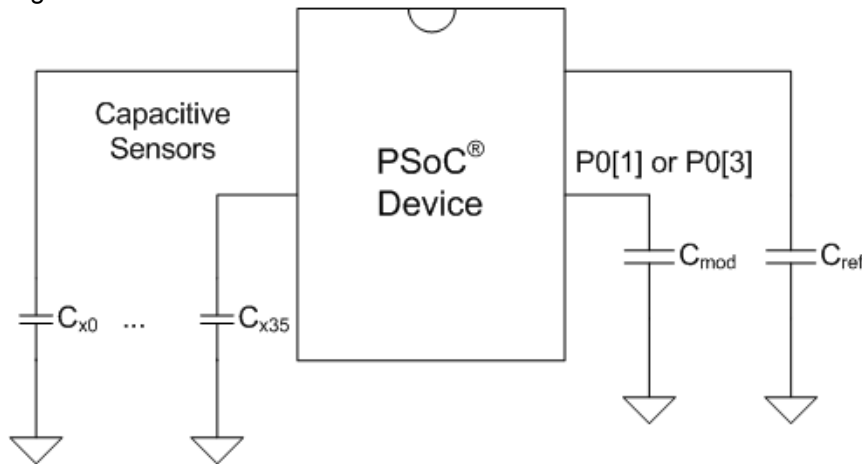 Capacitive
Sensors
PSoC®
Device
P0[1] or P0[3]
Cmod
Cref
Cx0 ... Cx35